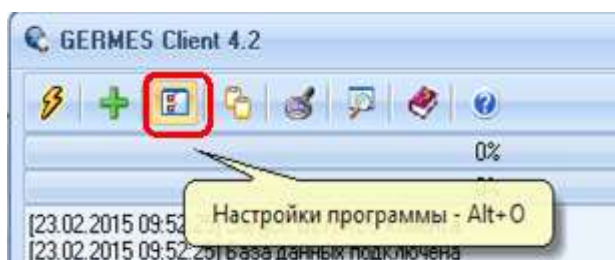 GERMES Client 4.2
0%
Настройки программы - Alt+O
[23.02.2015 09:52:25]
[23.02.2015 09:52:25] База данных подключена